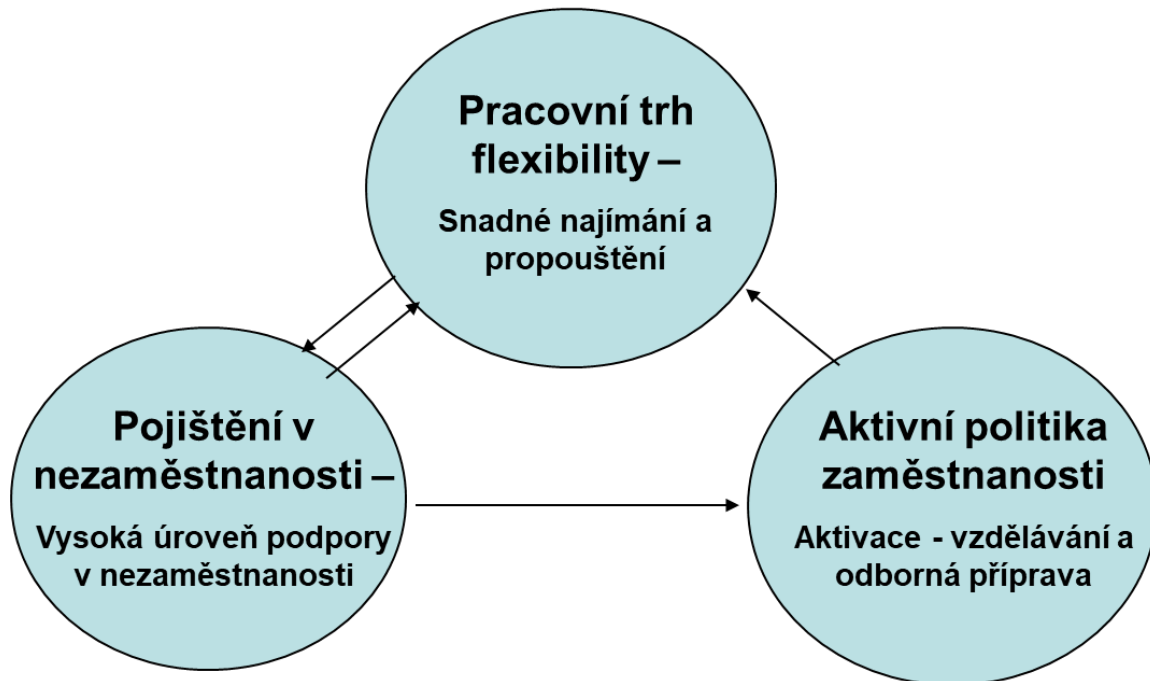 Pracovní trh
flexibility –
Snadné najímání a
propouštění
Pojištění v
nezaměstnanosti –
Vysoká úroveň podpory
v nezaměstnanosti
Aktivní politika
zaměstnanosti
Aktivace - vzdělávání a
odborná příprava